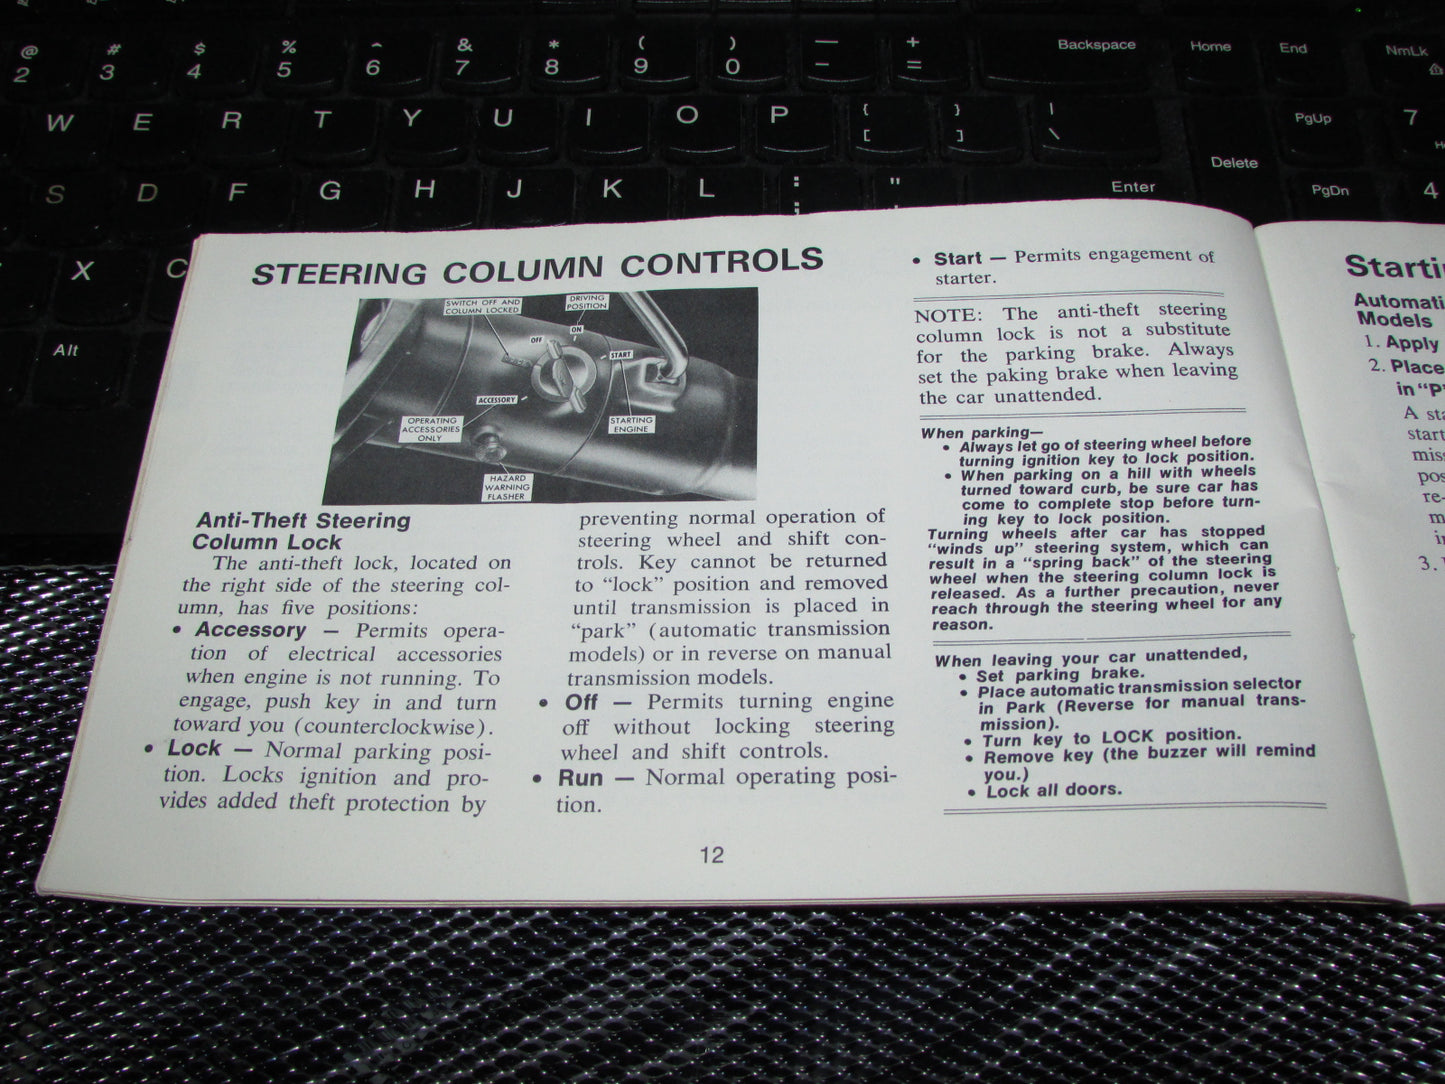 @ # $ % ^ & * ( ) — +
2 3 4 5 6 7 8 9 0 - = Backspace Home End NmLk
W E R T Y U I O P { [ } ] | \ Delete PgUp 7
S D F G H J K L : ; " Enter PgDn 4
X C
Alt
STEERING COLUMN CONTROLS
SWITCH OFF AND
COLUMN LOCKED
DRIVING
POSITION
OFF
ON
START
ACCESSORY
OPERATING
ACCESSORIES
ONLY
STARTING
ENGINE
HAZARD
WARNING
FLASHER
Anti-Theft Steering
Column Lock
The anti-theft lock, located on
the right side of the steering col-
umn, has five positions:
• Accessory — Permits opera-
tion of electrical accessories
when engine is not running. To
engage, push key in and turn
toward you (counterclockwise).
• Lock — Normal parking posi-
tion. Locks ignition and pro-
vides added theft protection by
preventing normal operation of
steering wheel and shift con-
trols. Key cannot be returned
to “lock” position and removed
until transmission is placed in
“park” (automatic transmission
models) or in reverse on manual
transmission models.
• Off — Permits turning engine
off without locking steering
wheel and shift controls.
• Run — Normal operating posi-
tion.
• Start — Permits engagement of
starter.
NOTE: The anti-theft steering
column lock is not a substitute
for the parking brake. Always
set the paking brake when leaving
the car unattended.
When parking—
• Always let go of steering wheel before
turning ignition key to lock position.
• When parking on a hill with wheels
turned toward curb, be sure car has
come to complete stop before turn-
ing key to lock position.
Turning wheels after car has stopped
“winds up” steering system, which can
result in a “spring back” of the steering
wheel when the steering column lock is
released. As a further precaution, never
reach through the steering wheel for any
reason.
When leaving your car unattended,
• Set parking brake.
• Place automatic transmission selector
in Park (Reverse for manual trans-
mission).
• Turn key to LOCK position.
• Remove key (the buzzer will remind
you.)
• Lock all doors.
12
Starti
Automati
Models
1. Apply
2. Place
in “P
A sta
start
mis
pos
re-
m
i
3.